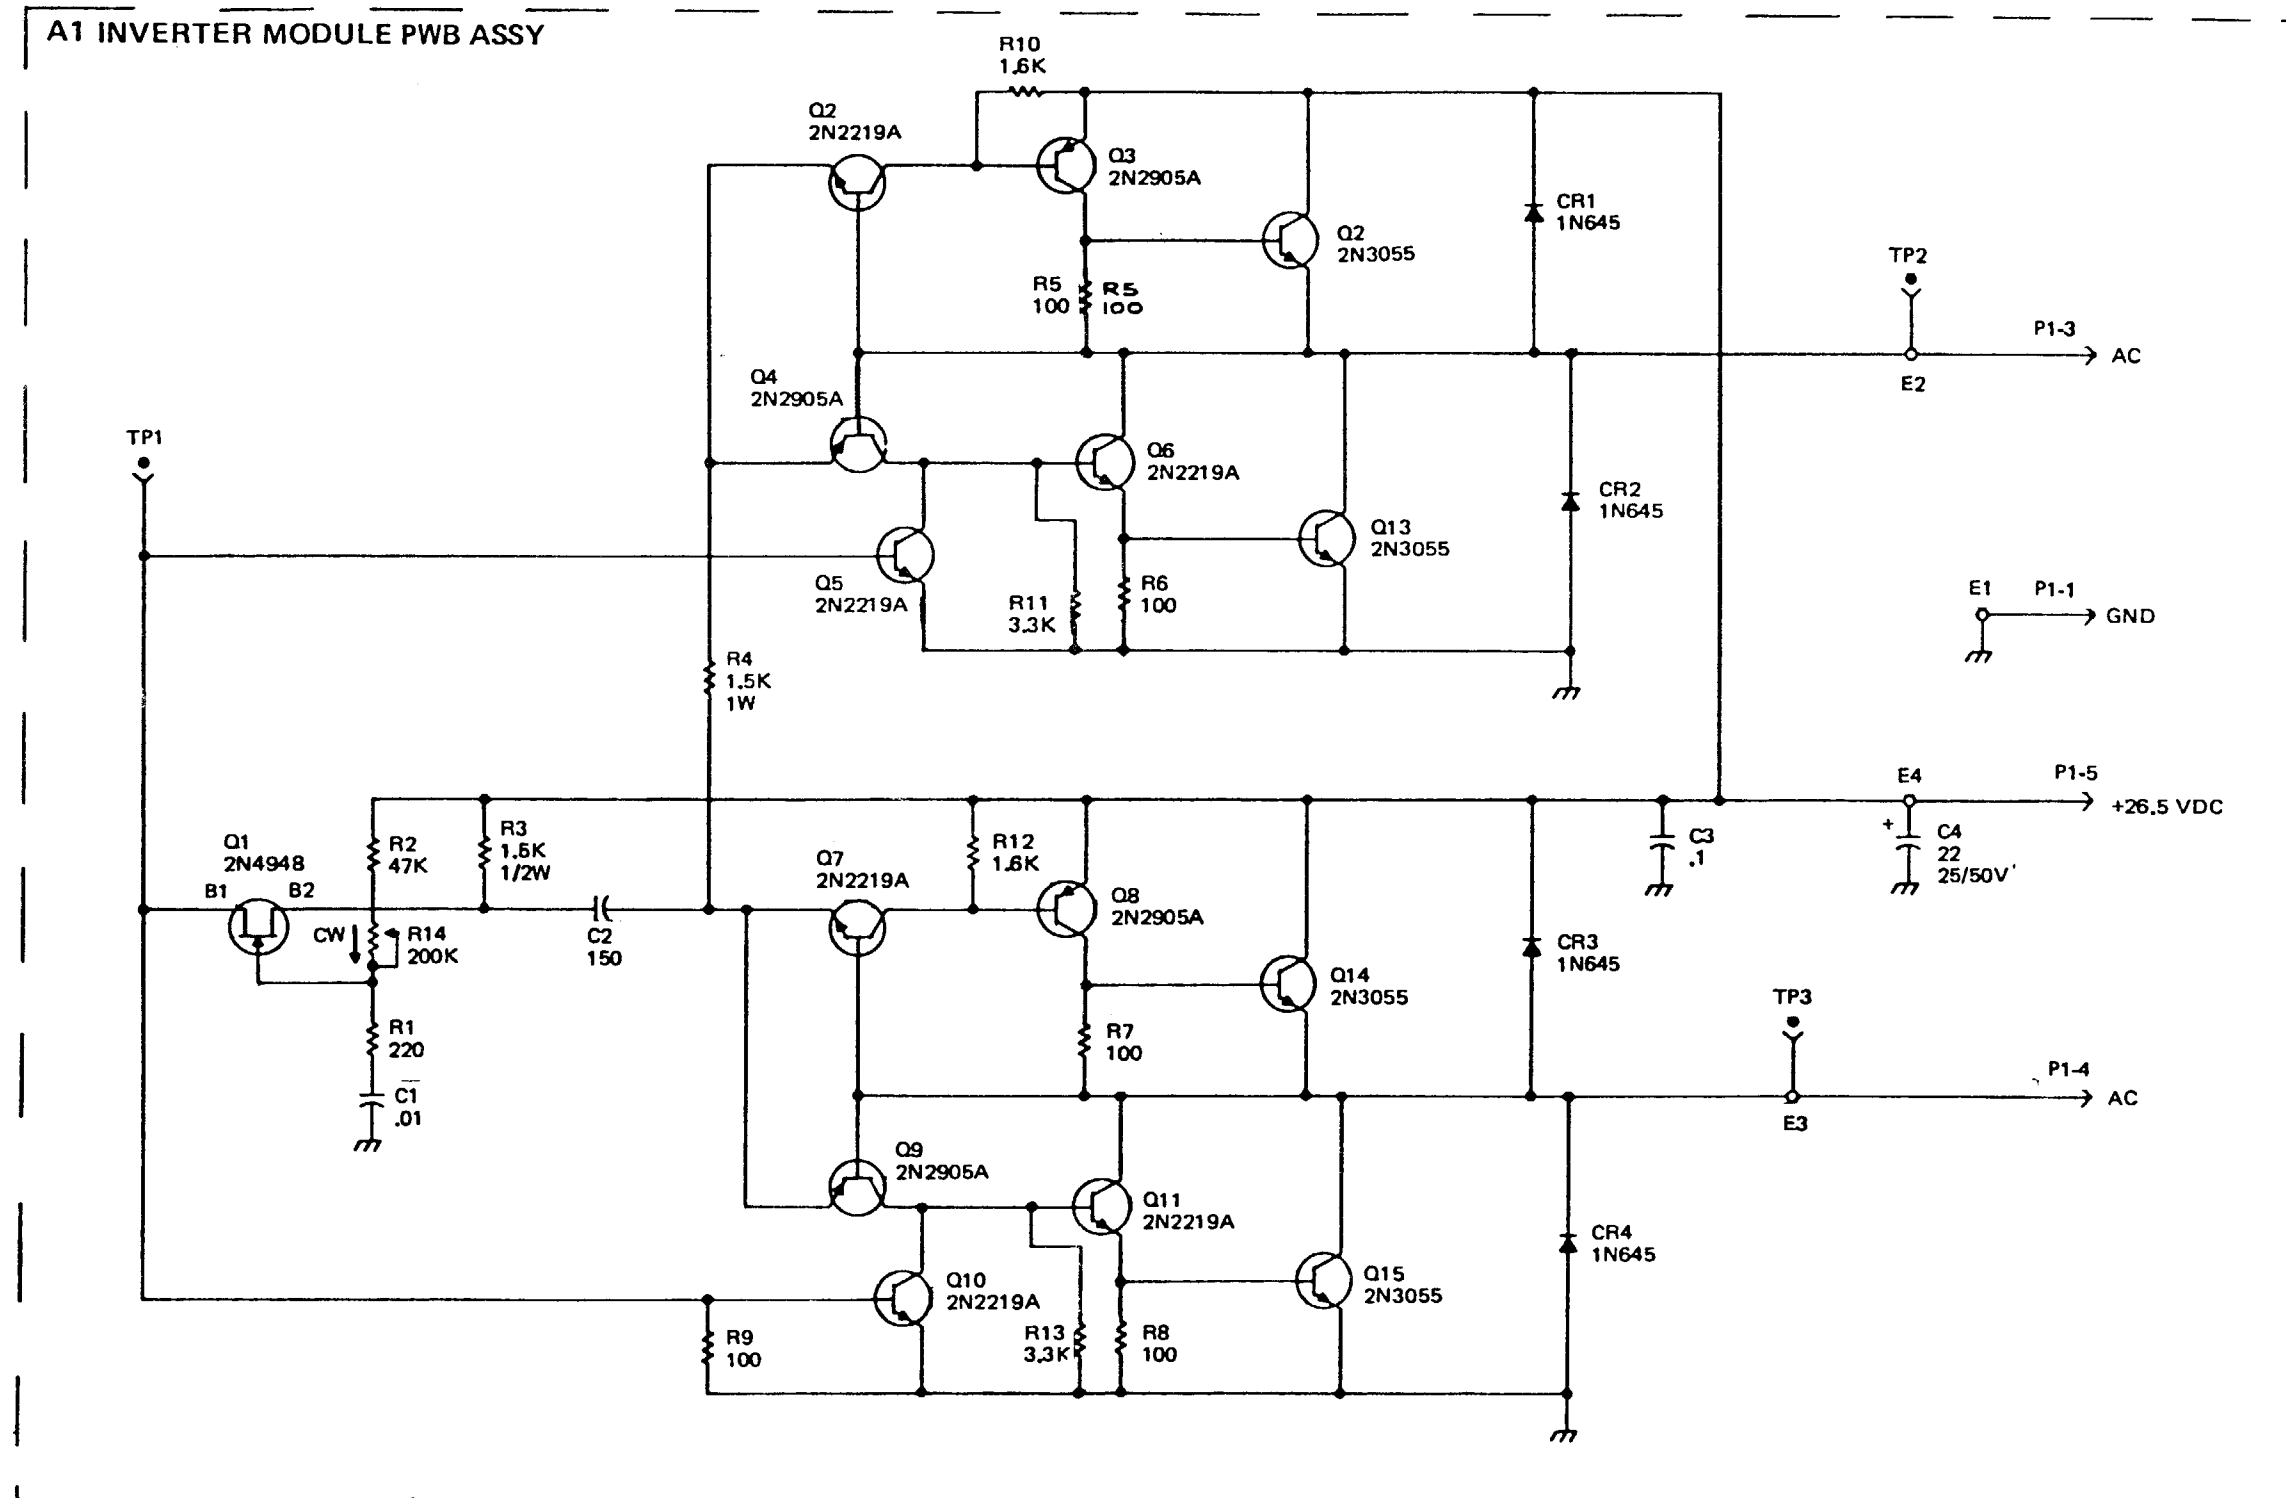 A1 INVERTER MODULE PWB ASSY
R10
1.6K
Q2
2N2219A
Q3
2N2905A
CR1
1N645
Q2
2N3055
TP2
R5
100
R5
100
P1-3
AC
E2
Q4
2N2905A
TP1
Q6
2N2219A
CR2
1N645
Q13
2N3055
Q5
2N2219A
R11
3.3K
R6
100
E1
P1-1
GND
R4
1.5K
1W
E4
P1-5
+26.5 VDC
Q1
2N4948
B1
B2
R2
47K
R3
1.5K
1/2W
R12
1.6K
C3
.1
+
C4
22
25/50V
Q7
2N2219A
Q8
2N2905A
CW
R14
200K
C2
150
CR3
1N645
Q14
2N3055
TP3
R1
220
R7
100
P1-4
AC
C1
.01
E3
Q9
2N2905A
Q11
2N2219A
CR4
1N645
Q10
2N2219A
Q15
2N3055
R9
100
R13
3.3K
R8
100